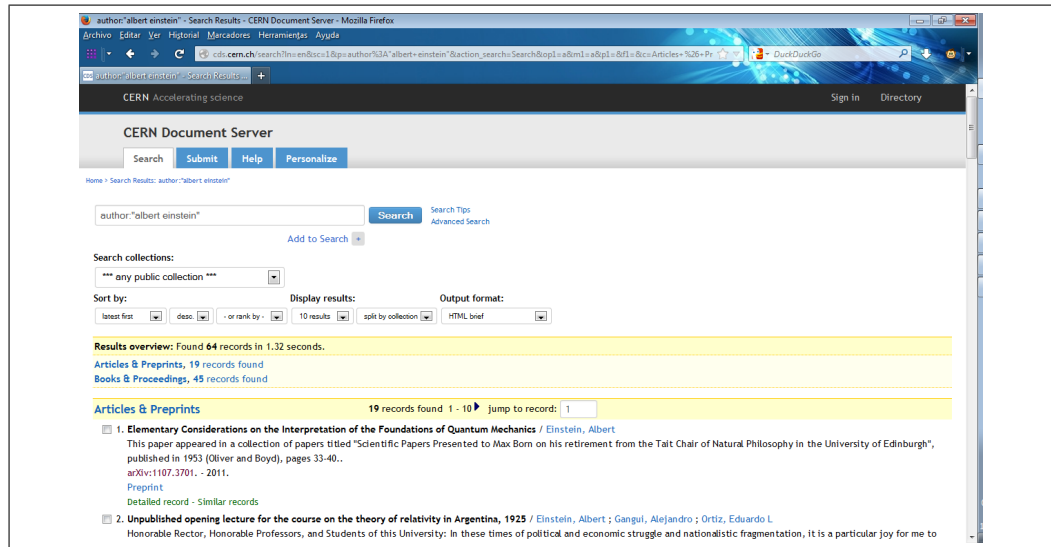 author:"albert einstein" - Search Results - CERN Document Server - Mozilla Firefox
Archivo Editar Ver Historial Marcadores Herramientas Ayuda
cds.cern.ch/search?ln=en&sc=1&p=author%3A"albert+einstein"&action_search=Search&op1=a&m1=a&p1=&f1=&c=Articles+%26+Pr DuckDuckGo
CDS author:"albert einstein" - Search Results ...
CERN Accelerating science Sign in Directory
CERN Document Server
Search Submit Help Personalize
Home > Search Results: author:"albert einstein"
author:"albert einstein" Search Search Tips
Advanced Search
Add to Search +
Search collections:
*** any public collection ***
Sort by: Display results: Output format:
latest first desc. - or rank by - 10 results split by collection HTML brief
Results overview: Found 64 records in 1.32 seconds.
Articles & Preprints, 19 records found
Books & Proceedings, 45 records found
Articles & Preprints 19 records found 1 - 10 jump to record: 1
1. Elementary Considerations on the Interpretation of the Foundations of Quantum Mechanics / Einstein, Albert
This paper appeared in a collection of papers titled "Scientific Papers Presented to Max Born on his retirement from the Tait Chair of Natural Philosophy in the University of Edinburgh",
published in 1953 (Oliver and Boyd), pages 33-40..
arXiv:1107.3701. - 2011.
Preprint
Detailed record - Similar records
2. Unpublished opening lecture for the course on the theory of relativity in Argentina, 1925 / Einstein, Albert ; Gangui, Alejandro ; Ortiz, Eduardo L
Honorable Rector, Honorable Professors, and Students of this University: In these times of political and economic struggle and nationalistic fragmentation, it is a particular joy for me to